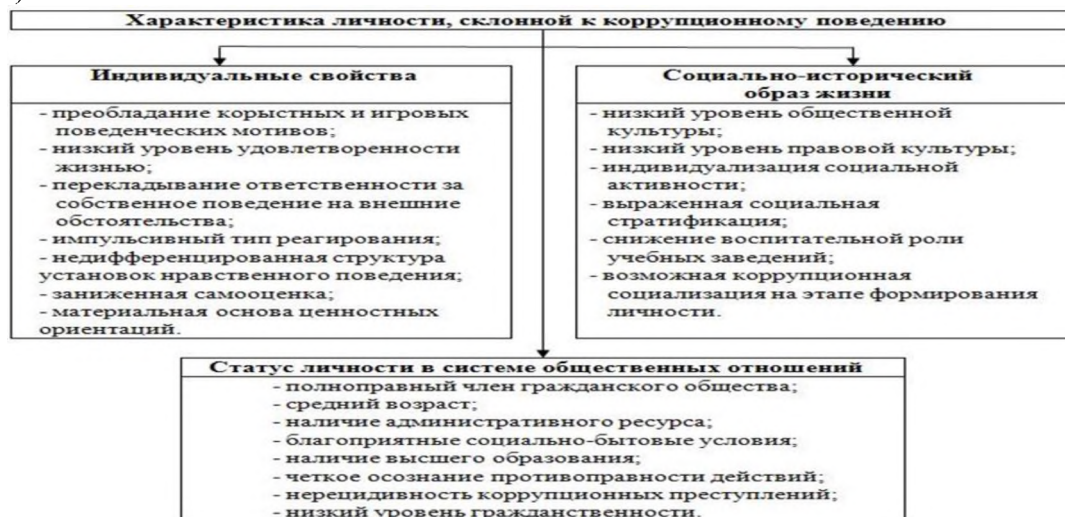 )
Характеристика личности, склонной к коррупционному поведению
Индивидуальные свойства
- преобладание корыстных и игровых
поведенческих мотивов;
- низкий уровень удовлетворенности
жизнью;
- перекладывание ответственности за
собственное поведение на внешние
обстоятельства;
- импульсивный тип реагирования;
- недифференцированная структура
установок нравственного поведения;
- заниженная самооценка;
- материальная основа ценностных
ориентаций.
Социально-исторический
образ жизни
- низкий уровень общественной
культуры;
- низкий уровень правовой культуры;
- индивидуализация социальной
активности;
- выраженная социальная
стратификация;
- снижение воспитательной роли
учебных заведений;
- возможная коррупционная
социализация на этапе формирования
личности.
Статус личности в системе общественных отношений
- полноправный член гражданского общества;
- средний возраст;
- наличие административного ресурса;
- благоприятные социально-бытовые условия;
- наличие высшего образования;
- четкое осознание противоправности действий;
- нерецидивность коррупционных преступлений;
- низкий уровень гражданственности.